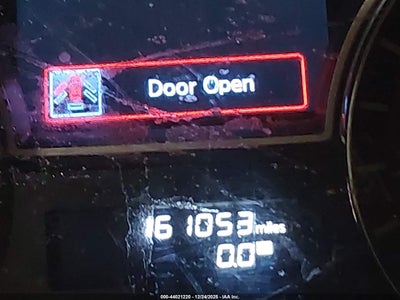 Door Open
161053 miles
0.0
000-44021220 - 12/24/2025 - IAA Inc.